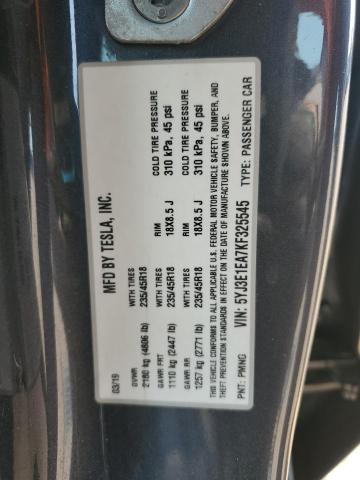 MFD BY TESLA, INC.
03/19
GVWR WITH TIRES RIM COLD TIRE PRESSURE
2180 kg (4806 lb) 235/45R18 18X8.5 J 310 kPa, 45 psi
GAWR FRT WITH TIRES RIM COLD TIRE PRESSURE
1110 kg (2447 lb) 235/45R18 18X8.5 J 310 kPa, 45 psi
GAWR RR
1257 kg (2771 lb)
THIS VEHICLE CONFORMS TO ALL APPLICABLE U.S. FEDERAL MOTOR VEHICLE SAFETY, BUMPER, AND
THEFT PREVENTION STANDARDS IN EFFECT ON THE DATE OF MANUFACTURE SHOWN ABOVE.
PNT: PMNG VIN: 5YJ3E1EA7KF325545 TYPE: PASSENGER CAR